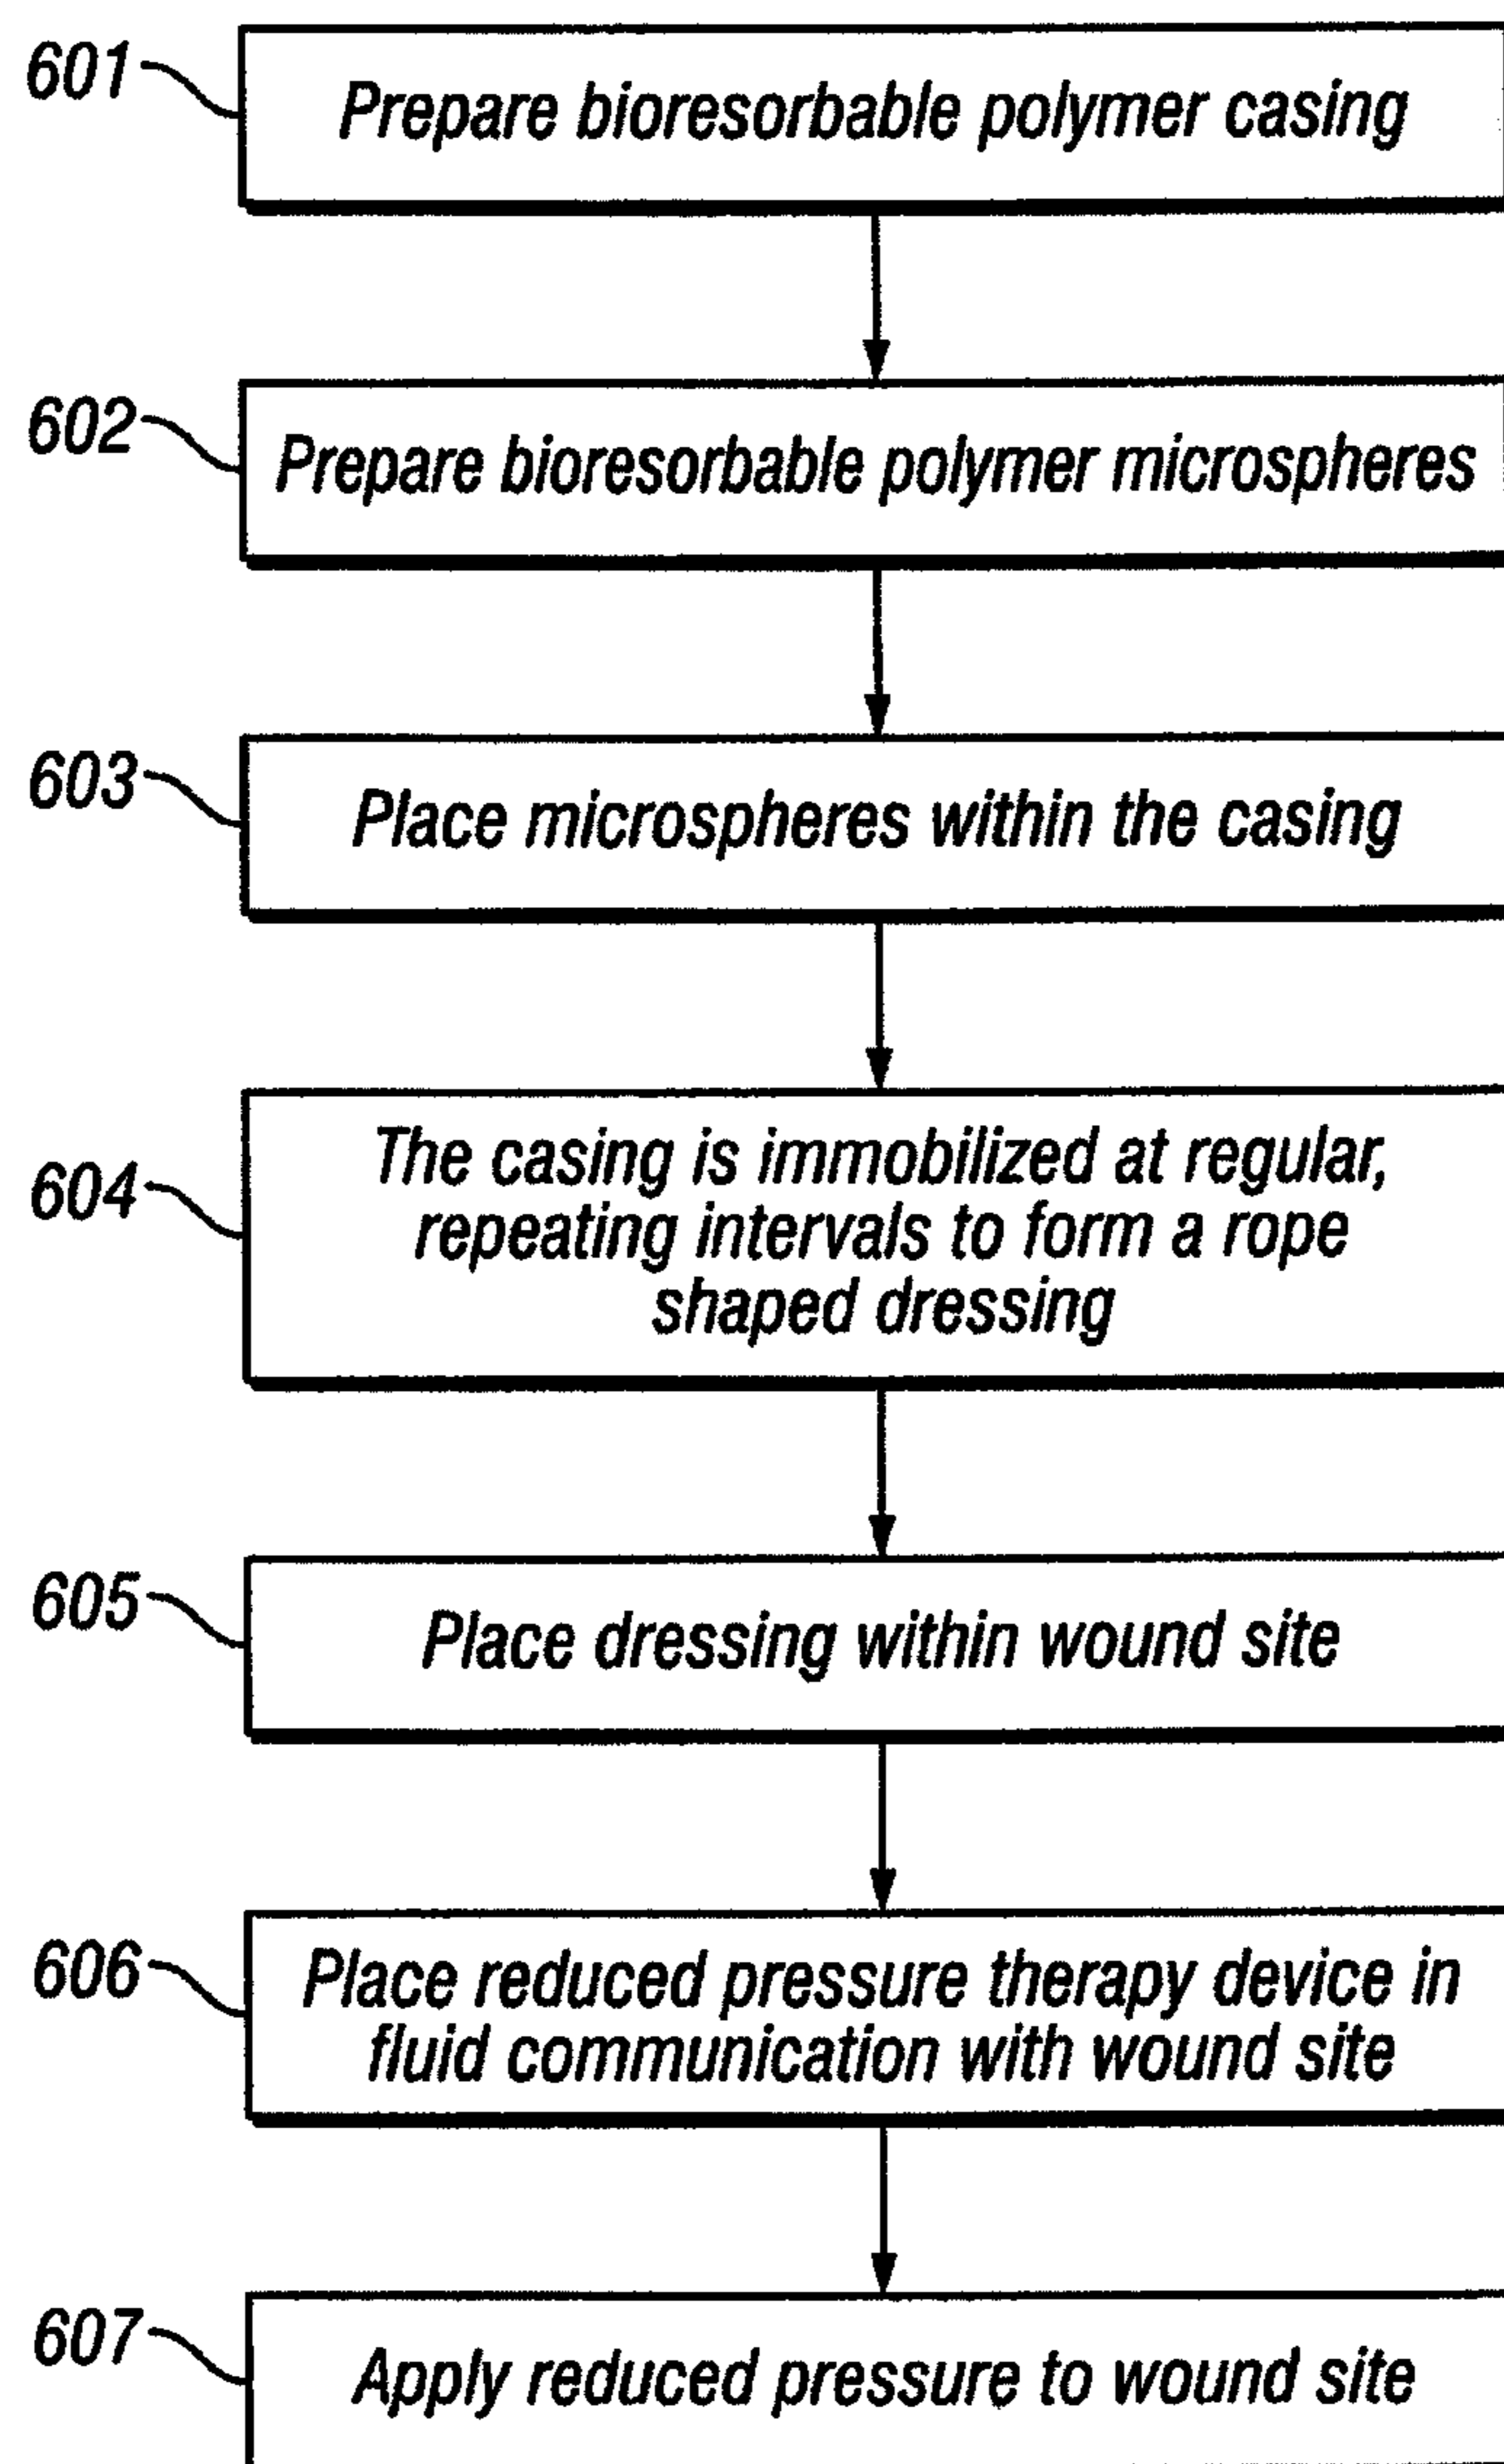 601
Prepare bioresorbable polymer casing
602
Prepare bioresorbable polymer microspheres
603
Place microspheres within the casing
604
The casing is immobilized at regular,
repeating intervals to form a rope
shaped dressing
605
Place dressing within wound site
606
Place reduced pressure therapy device in
fluid communication with wound site
607
Apply reduced pressure to wound site